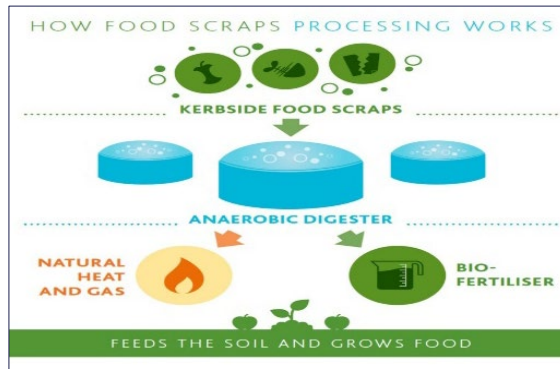 HOW FOOD SCRAPS PROCESSING WORKS
KERBSIDE FOOD SCRAPS
ANAEROBIC DIGESTER
NATURAL
HEAT
AND GAS
BIO-
FERTILISER
FEEDS THE SOIL AND GROWS FOOD